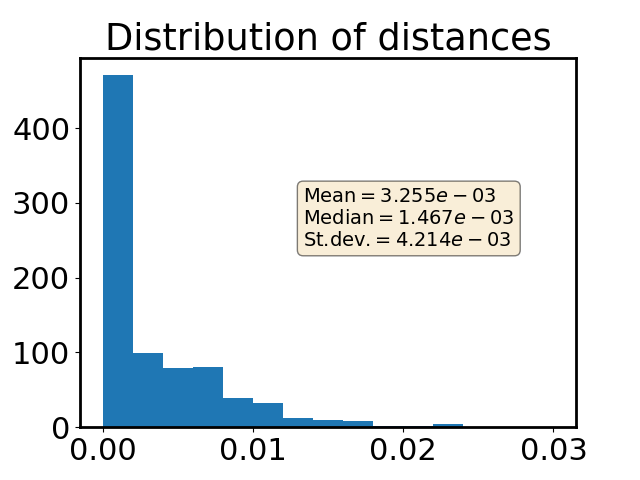 Distribution of distances
400
300
200
100
0
Mean = 3.255e − 03
Median = 1.467e − 03
St.dev. = 4.214e − 03
0.00 0.01 0.02 0.03